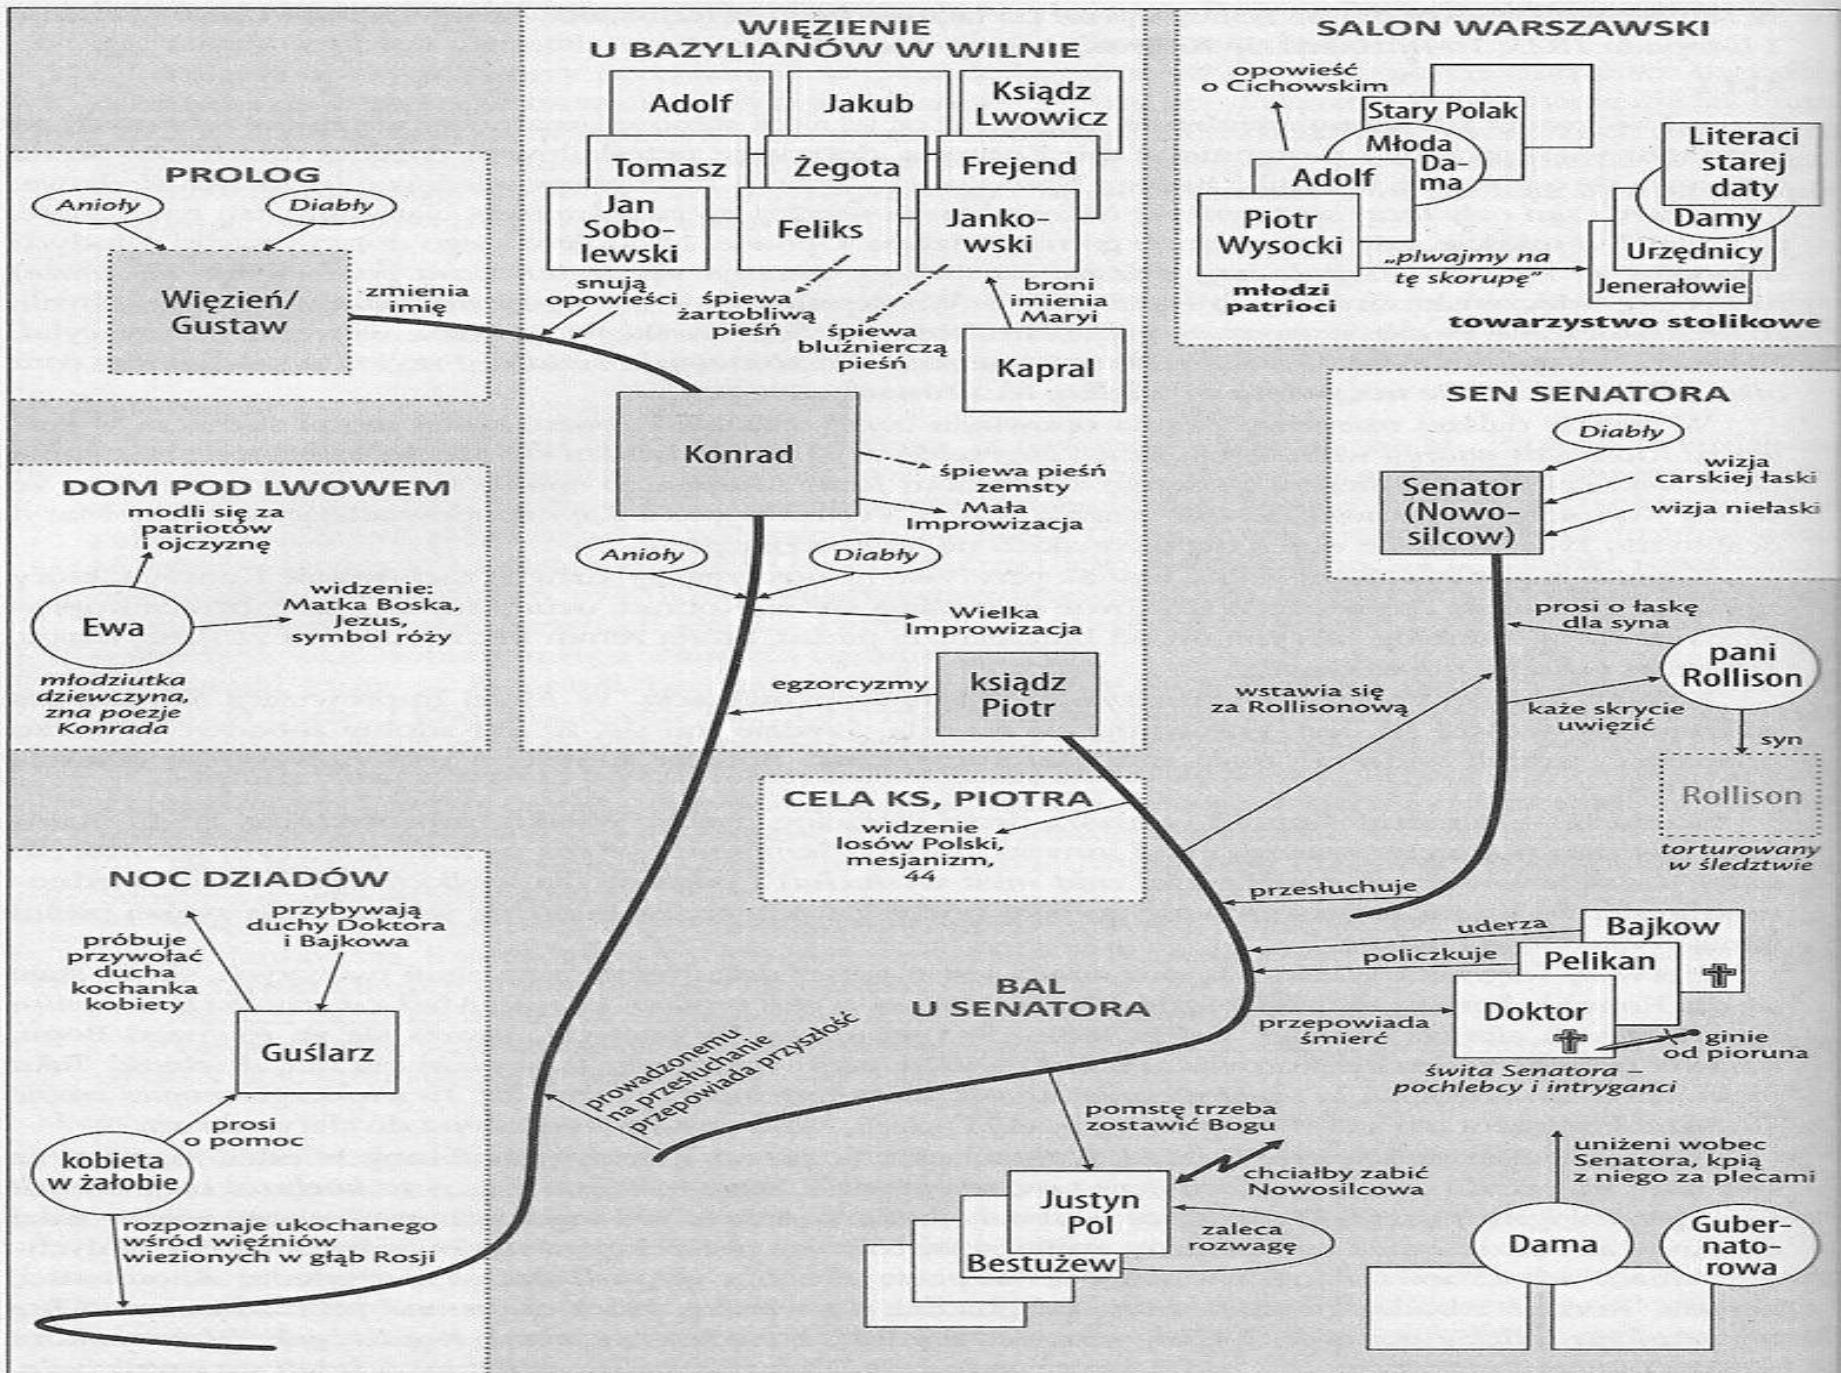 PROLOG
Anioły
Diabły
Więzień/
Gustaw
zmienia
imię
WIĘZIENIE
U BAZYLIANÓW W WILNIE
Adolf
Jakub
Ksiądz
Lwowicz
Tomasz
Żegota
Frejend
Jan
Sobo-
lewski
Feliks
Janko-
wski
snują
opowieści
śpiewa
żartobliwą
pieśń
śpiewa
bluźnierczą
pieśń
broni
imienia
Maryi
Kapral
Konrad
śpiewa pieśń
zemsty
Mała
Improwizacja
Anioły
Diabły
Wielka
Improwizacja
egzorcyzmy
ksiądz
Piotr
SALON WARSZAWSKI
opowieść
o Cichowskim
Stary Polak
Młoda
Da-
ma
Adolf
Piotr
Wysocki
młodzi
patrioci
„plwajmy na
tę skorupę”
Literaci
starej
daty
Damy
Urzędnicy
Jenerałowie
towarzystwo stolikowe
SEN SENATORA
Diabły
Senator
(Nowo-
silcow)
wizja
carskiej łaski
wizja niełaski
DOM POD LWOWEM
modli się za
patriotów
i ojczyznę
Ewa
widzenie:
Matka Boska,
Jezus,
symbol róży
młodziutka
dziewczyna,
zna poezje
Konrada
prosi o łaskę
dla syna
pani
Rollison
wstawia się
za Rollisonową
każe skrycie
uwięzić
syn
Rollison
torturowany
w śledztwie
CELA KS, PIOTRA
widzenie
losów Polski,
mesjanizm,
44
NOC DZIADÓW
próbuje
przywołać
ducha
kochanka
kobiety
przybywają
duchy Doktora
i Bajkowa
Guślarz
prosi
o pomoc
kobieta
w żałobie
rozpoznaje ukochanego
wśród więźniów
wiezionych w głąb Rosji
BAL
U SENATORA
przesłuchuje
uderza
policzkuje
Bajkow
Pelikan
Doktor
przepowiada
śmierć
ginie
od pioruna
świta Senatora –
pochlebcy i intryganci
prowadzonemu
na przesłuchanie
przepowiada przyszłość
pomstę trzeba
zostawić Bogu
chciałby zabić
Nowosilcowa
Justyn
Pol
Bestużew
zaleca
rozwagę
uniżeni wobec
Senatora, kpią
z niego za plecami
Dama
Guber-
nato-
rowa